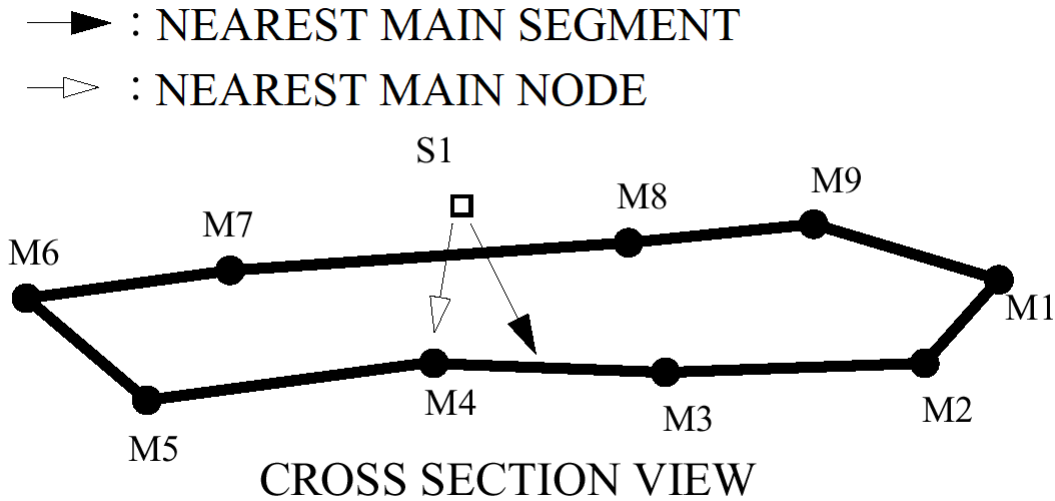 : NEAREST MAIN SEGMENT
: NEAREST MAIN NODE
S1
M9
M8
M7
M6
M1
M4
M3
M2
M5
CROSS SECTION VIEW